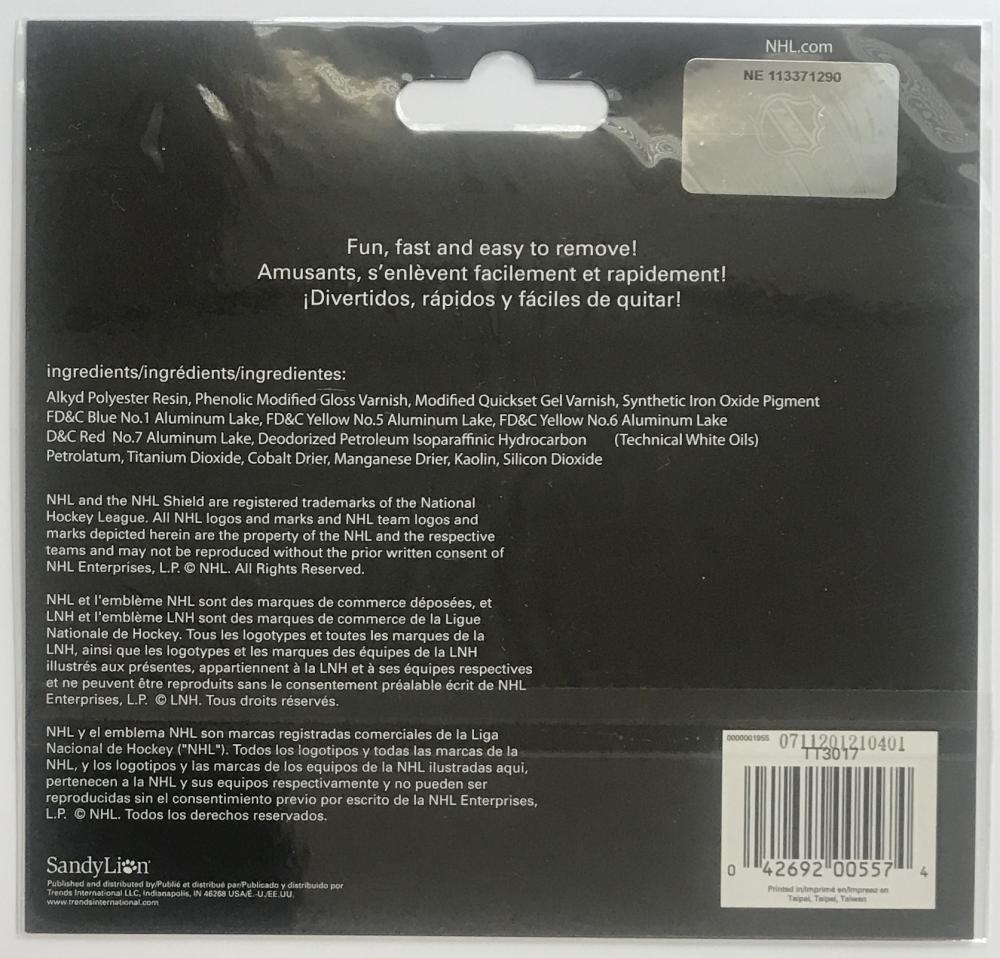 NHL.com
NE 113371290
Fun, fast and easy to remove!
Amusants, s'enlèvent facilement et rapidement!
¡Divertidos, rápidos y fáciles de quitar!
ingredients/ingrédients/ingredientes:
Alkyd Polyester Resin, Phenolic Modified Gloss Varnish, Modified Quickset Gel Varnish, Synthetic Iron Oxide Pigment
FD&C Blue No.1 Aluminum Lake, FD&C Yellow No.5 Aluminum Lake, FD&C Yellow No.6 Aluminum Lake
D&C Red No.7 Aluminum Lake, Deodorized Petroleum Isoparaffinic Hydrocarbon (Technical White Oils)
Petrolatum, Titanium Dioxide, Cobalt Drier, Manganese Drier, Kaolin, Silicon Dioxide
NHL and the NHL Shield are registered trademarks of the National
Hockey League. All NHL logos and marks and NHL team logos and
marks depicted herein are the property of the NHL and the respective
teams and may not be reproduced without the prior written consent of
NHL Enterprises, L.P. © NHL. All Rights Reserved.
NHL et l'emblème NHL sont des marques de commerce déposées, et
LNH et l'emblème LNH sont des marques de commerce de la Ligue
Nationale de Hockey. Tous les logotypes et toutes les marques de la
LNH, ainsi que les logotypes et les marques des équipes de la LNH
illustrés aux présentes, appartiennent à la LNH et à ses équipes respectives
et ne peuvent être reproduits sans le consentement préalable écrit de NHL
Enterprises, L.P. © LNH. Tous droits réservés.
NHL y el emblema NHL son marcas registradas comerciales de la Liga
Nacional de Hockey ("NHL"). Todos los logotipos y todas las marcas de la
NHL, y los logotipos y las marcas de los equipos de la NHL ilustradas aqui,
pertenecen a la NHL y sus equipos respectivamente y no pueden ser
reproducidas sin el consentimiento previo por escrito de la NHL Enterprises,
L.P. © NHL. Todos los derechos reservados.
SandyLion
Published and distributed by/Publié et distribué par/Publicado y distribuido por
Trends International LLC, Indianapolis, IN 46268 USA/É.-U./EE.UU.
www.trendsinternational.com
0000001955 0711201210401
TT3017
0 42692 00557 4
Printed in/Imprimé en/Impreso en
Taipei, Taipei, Taiwan